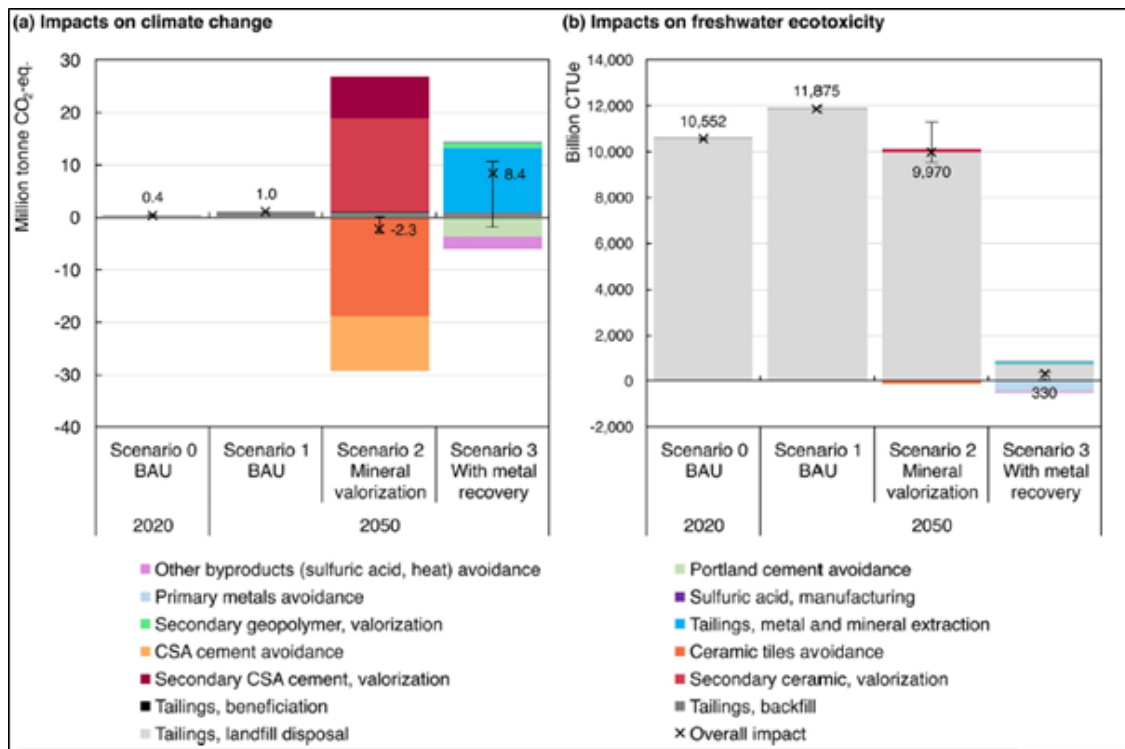 (a) Impacts on climate change
Million tonne CO₂-eq.
30
20
10
0
-10
-20
-30
-40
0.4
1.0
-2.3
8.4
Scenario 0
BAU
Scenario 1
BAU
Scenario 2
Mineral
valorization
Scenario 3
With metal
recovery
2020
2050
(b) Impacts on freshwater ecotoxicity
Billion CTUe
14,000
12,000
10,000
8,000
6,000
4,000
2,000
0
-2,000
10,552
11,875
9,970
330
Scenario 0
BAU
Scenario 1
BAU
Scenario 2
Mineral
valorization
Scenario 3
With metal
recovery
2020
2050
Other byproducts (sulfuric acid, heat) avoidance
Primary metals avoidance
Secondary geopolymer, valorization
CSA cement avoidance
Secondary CSA cement, valorization
Tailings, beneficiation
Tailings, landfill disposal
Portland cement avoidance
Sulfuric acid, manufacturing
Tailings, metal and mineral extraction
Ceramic tiles avoidance
Secondary ceramic, valorization
Tailings, backfill
Overall impact